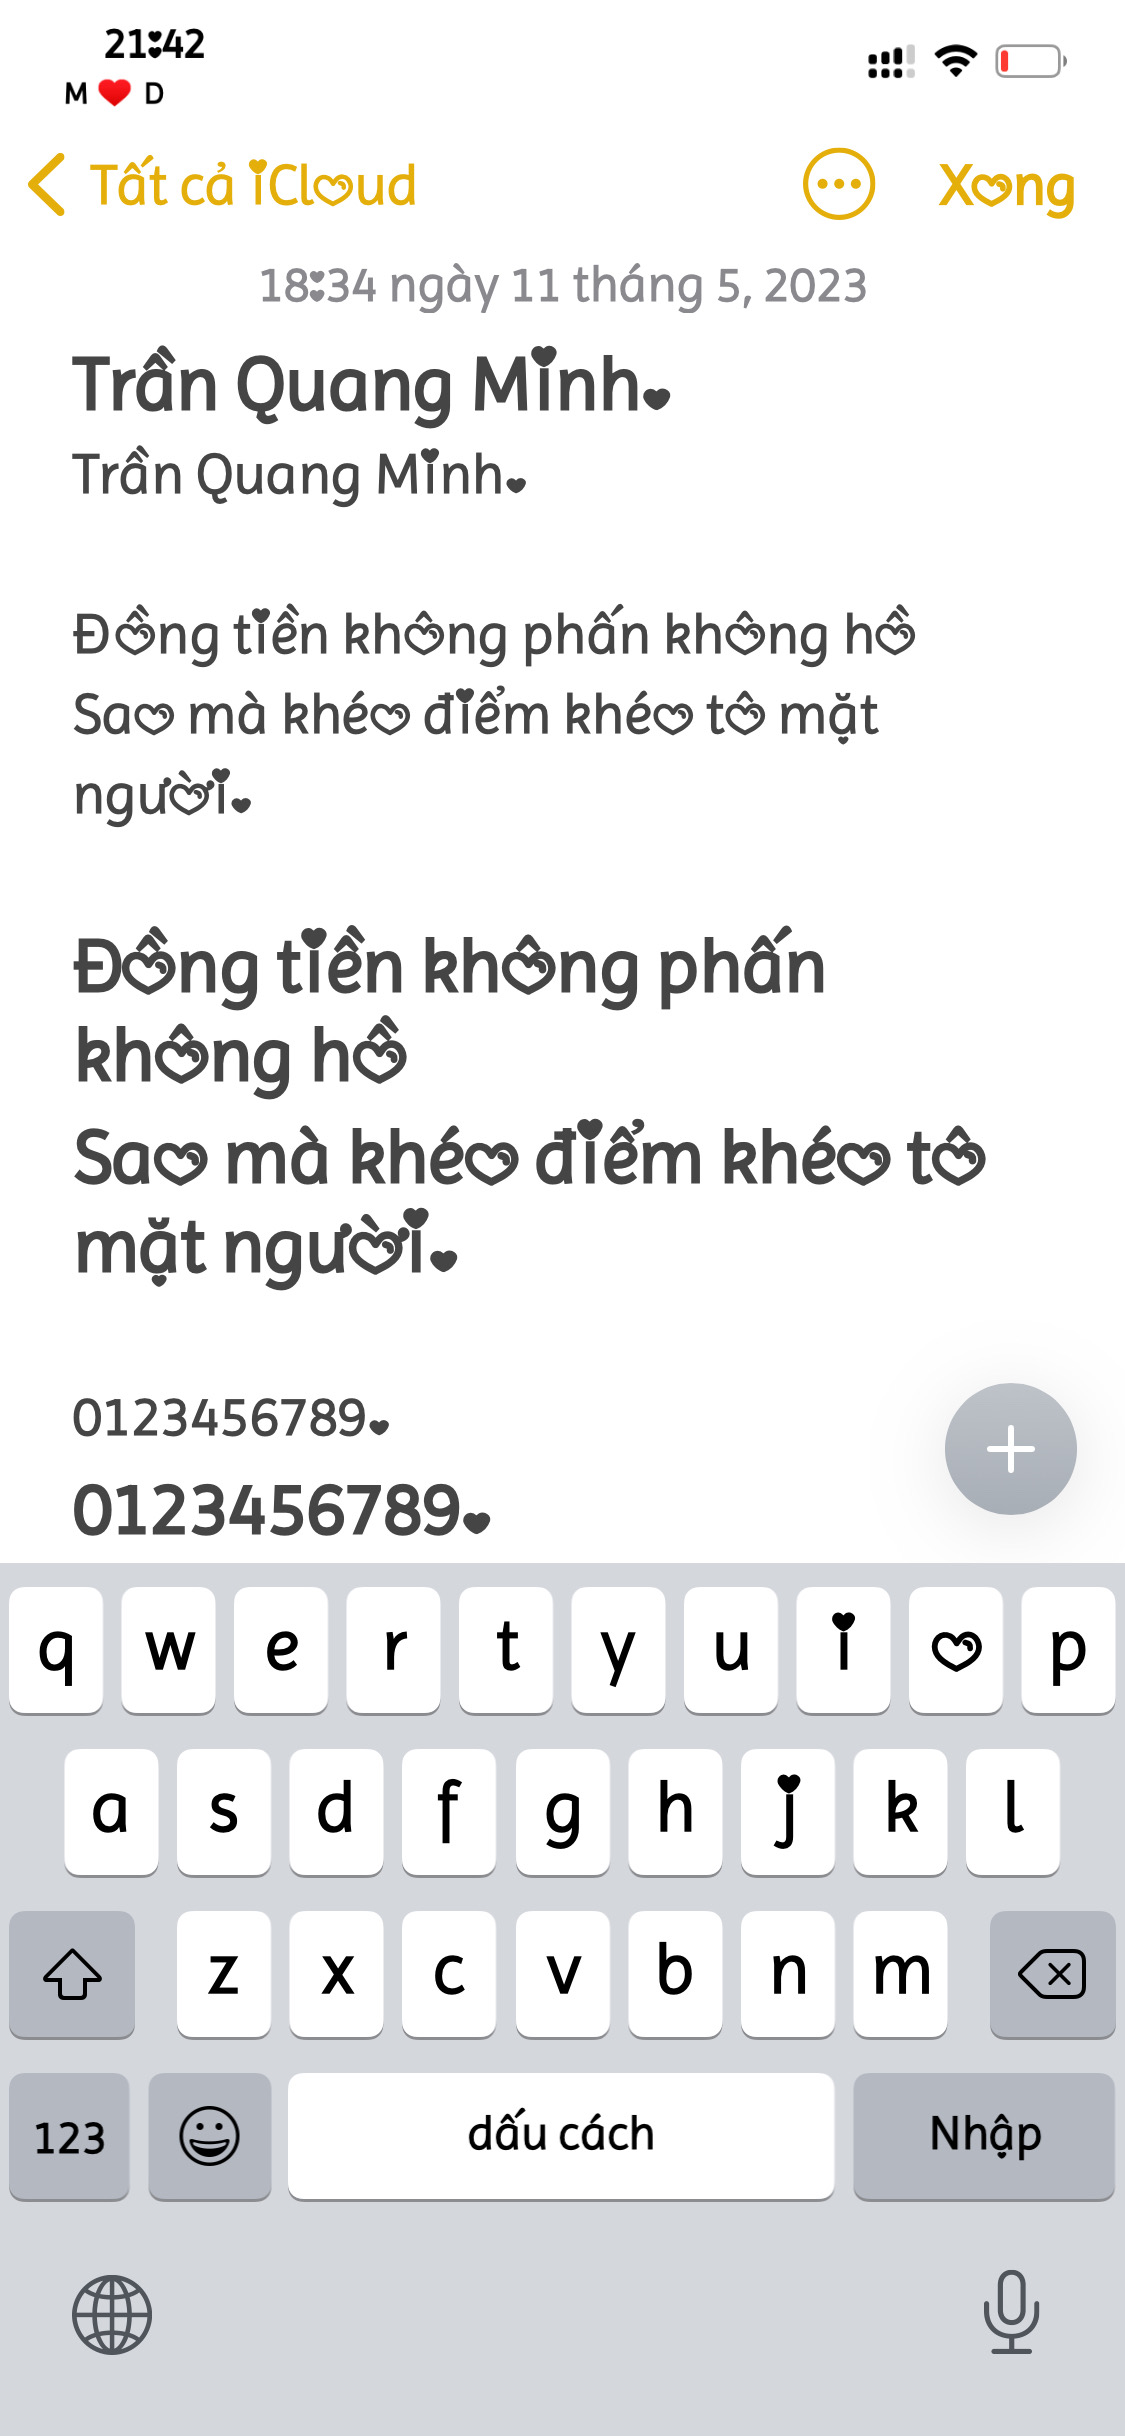 21:42
M ❤️ D
Tất cả iCloud
Xong
18:34 ngày 11 tháng 5, 2023
Trần Quang Minh.
Trần Quang Minh.
Đồng tiền không phấn không hồ
Sao mà khéo điểm khéo tô mặt
người.
Đồng tiền không phấn
không hồ
Sao mà khéo điểm khéo tô
mặt người.
0123456789.
0123456789.
q w e r t y u i o p
a s d f g h j k l
z x c v b n m
123 dấu cách Nhập